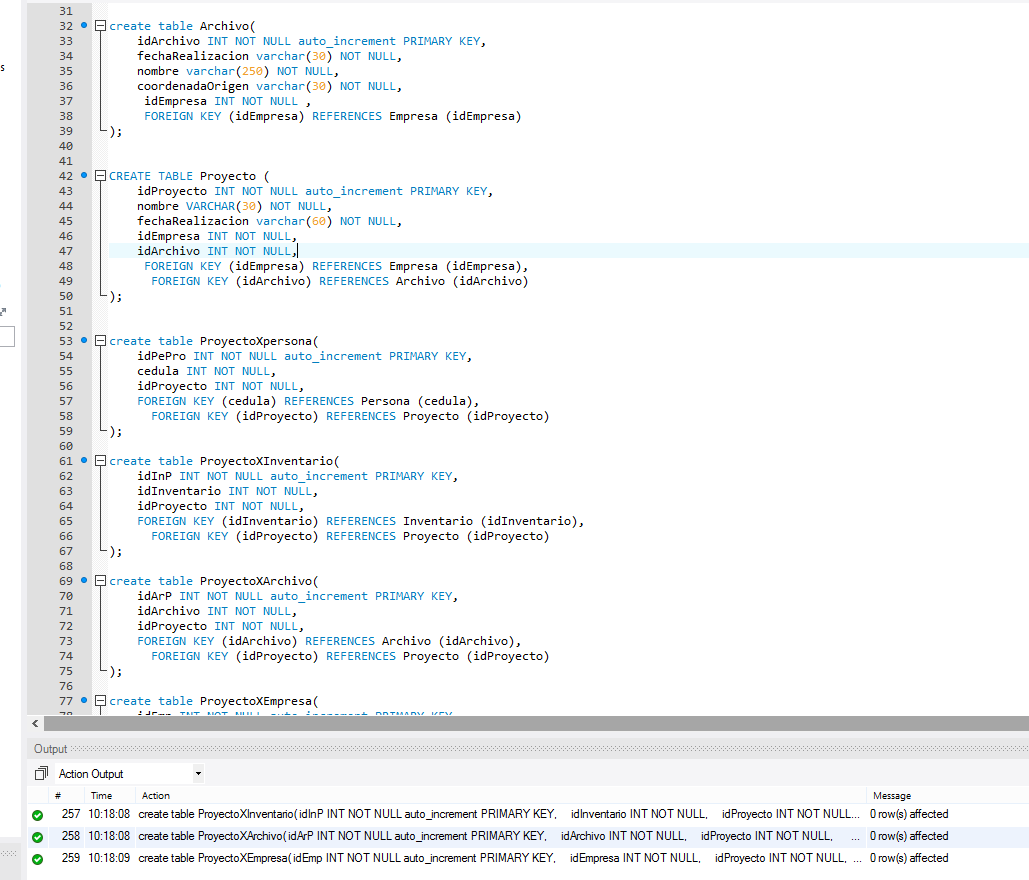 s
31
32 create table Archivo(
33 idArchivo INT NOT NULL auto_increment PRIMARY KEY,
34 fechaRealizacion varchar(30) NOT NULL,
35 nombre varchar(250) NOT NULL,
36 coordenadaOrigen varchar(30) NOT NULL,
37 idEmpresa INT NOT NULL ,
38 FOREIGN KEY (idEmpresa) REFERENCES Empresa (idEmpresa)
39 );
40
41
42 CREATE TABLE Proyecto (
43 idProyecto INT NOT NULL auto_increment PRIMARY KEY,
44 nombre VARCHAR(30) NOT NULL,
45 fechaRealizacion varchar(60) NOT NULL,
46 idEmpresa INT NOT NULL,
47 idArchivo INT NOT NULL,
48 FOREIGN KEY (idEmpresa) REFERENCES Empresa (idEmpresa),
49 FOREIGN KEY (idArchivo) REFERENCES Archivo (idArchivo)
50 );
51
52
53 create table ProyectoXpersona(
54 idPePro INT NOT NULL auto_increment PRIMARY KEY,
55 cedula INT NOT NULL,
56 idProyecto INT NOT NULL,
57 FOREIGN KEY (cedula) REFERENCES Persona (cedula),
58 FOREIGN KEY (idProyecto) REFERENCES Proyecto (idProyecto)
59 );
60
61 create table ProyectoXInventario(
62 idInP INT NOT NULL auto_increment PRIMARY KEY,
63 idInventario INT NOT NULL,
64 idProyecto INT NOT NULL,
65 FOREIGN KEY (idInventario) REFERENCES Inventario (idInventario),
66 FOREIGN KEY (idProyecto) REFERENCES Proyecto (idProyecto)
67 );
68
69 create table ProyectoXArchivo(
70 idArP INT NOT NULL auto_increment PRIMARY KEY,
71 idArchivo INT NOT NULL,
72 idProyecto INT NOT NULL,
73 FOREIGN KEY (idArchivo) REFERENCES Archivo (idArchivo),
74 FOREIGN KEY (idProyecto) REFERENCES Proyecto (idProyecto)
75 );
76
77 create table ProyectoXEmpresa(
78 idEmp INT NOT NULL auto_increment PRIMARY KEY,
Output
Action Output
# Time Action Message
257 10:18:08 create table ProyectoXInventario( idInP INT NOT NULL auto_increment PRIMARY KEY, idInventario INT NOT NULL, idProyecto INT NOT NULL... 0 row(s) affected
258 10:18:08 create table ProyectoXArchivo( idArP INT NOT NULL auto_increment PRIMARY KEY, idArchivo INT NOT NULL, idProyecto INT NOT NULL, ... 0 row(s) affected
259 10:18:09 create table ProyectoXEmpresa( idEmp INT NOT NULL auto_increment PRIMARY KEY, idEmpresa INT NOT NULL, idProyecto INT NOT NULL, ... 0 row(s) affected